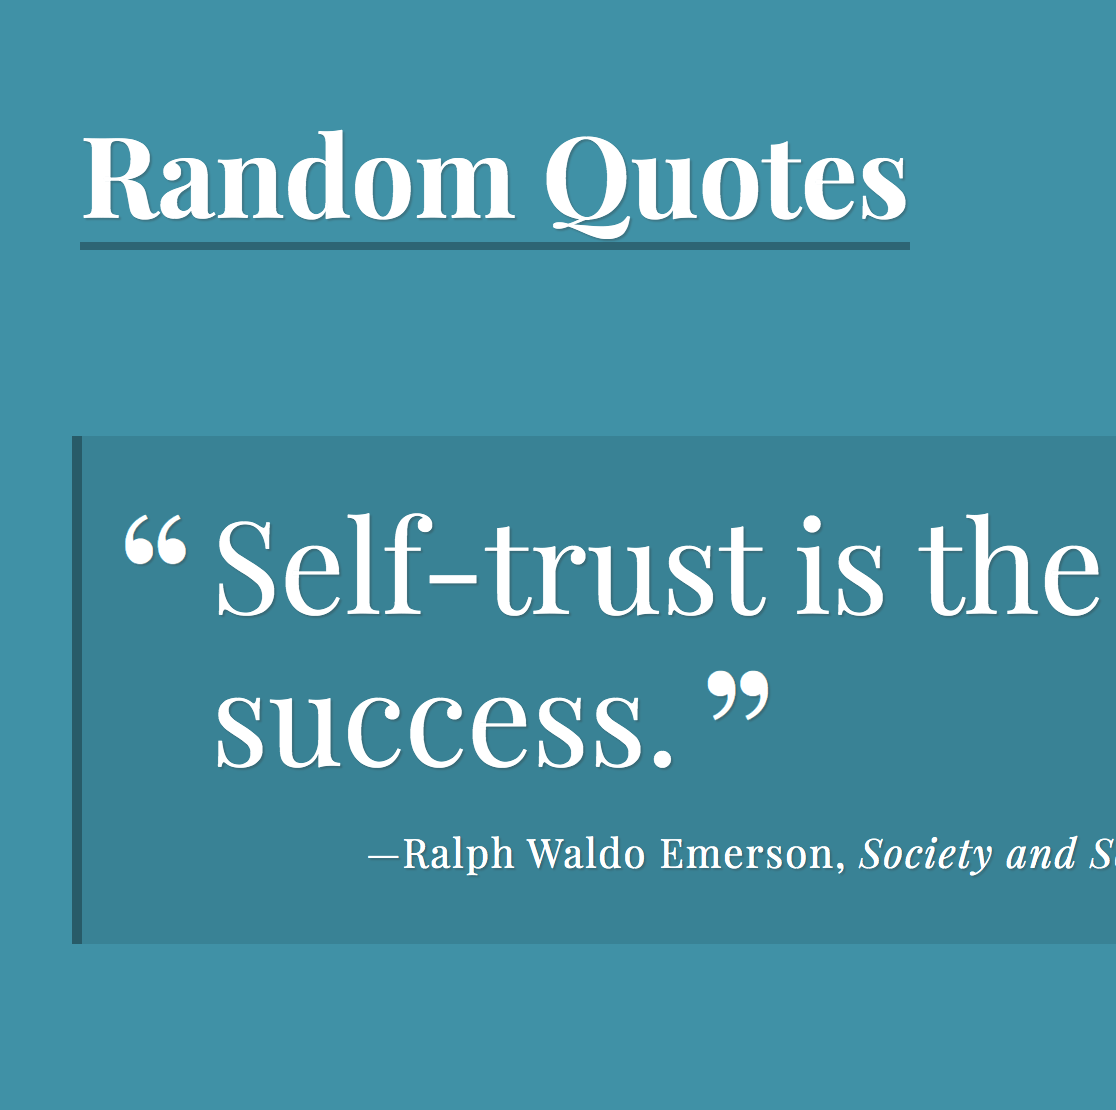 Random Quotes
“Self-trust is the
success.”
—Ralph Waldo Emerson, Society and